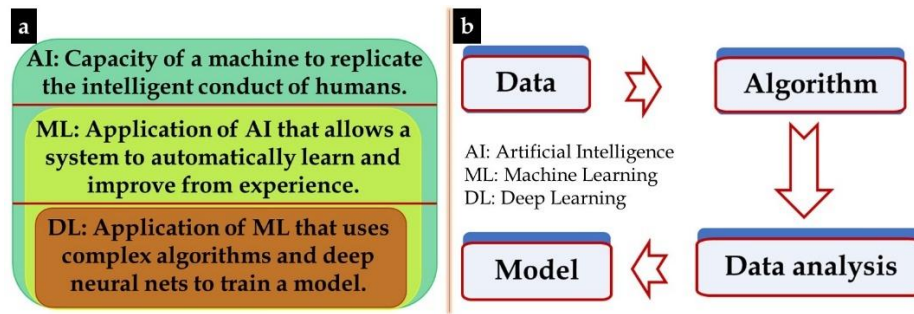 a
AI: Capacity of a machine to replicate
the intelligent conduct of humans.
ML: Application of AI that allows a
system to automatically learn and
improve from experience.
DL: Application of ML that uses
complex algorithms and deep
neural nets to train a model.
b
Data
Algorithm
AI: Artificial Intelligence
ML: Machine Learning
DL: Deep Learning
Model
Data analysis